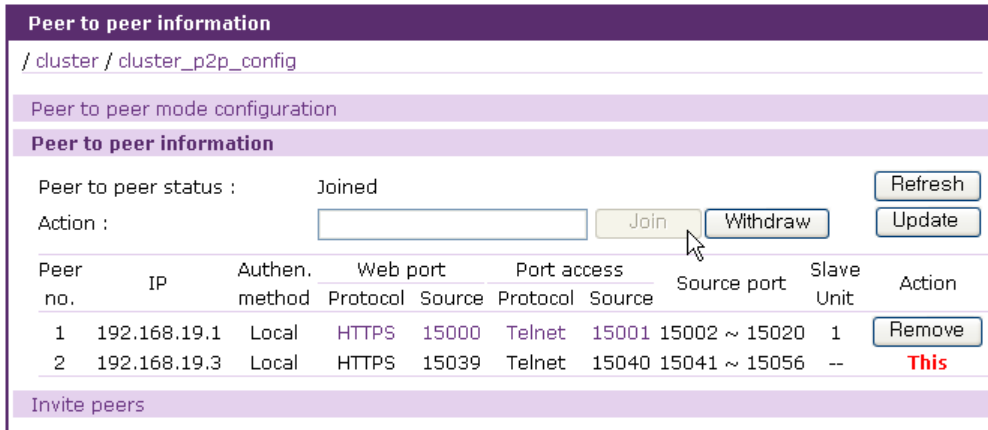 Peer to peer information
/ cluster / cluster_p2p_config
Peer to peer mode configuration
Peer to peer information
Peer to peer status : Joined Refresh
Action : Join Withdraw Update
Peer no. IP Authen. method Web port Protocol Source Port access Protocol Source Source port Slave Unit Action
1 192.168.19.1 Local HTTPS 15000 Telnet 15001 15002 ~ 15020 1 Remove
2 192.168.19.3 Local HTTPS 15039 Telnet 15040 15041 ~ 15056 -- This
Invite peers